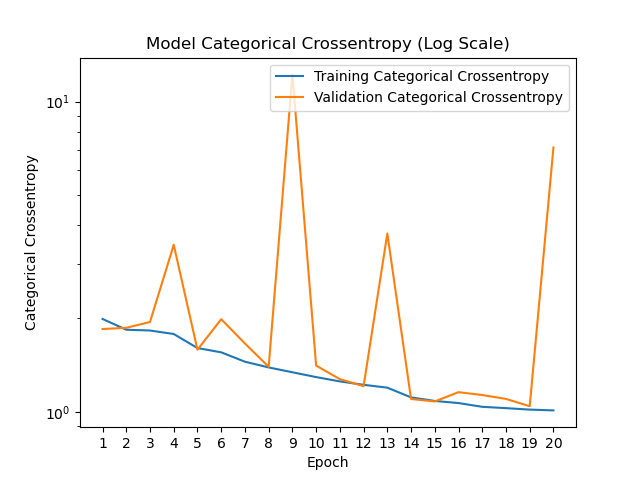 Model Categorical Crossentropy (Log Scale)
Training Categorical Crossentropy
Validation Categorical Crossentropy
10¹
10⁰
Categorical Crossentropy
1 2 3 4 5 6 7 8 9 10 11 12 13 14 15 16 17 18 19 20
Epoch